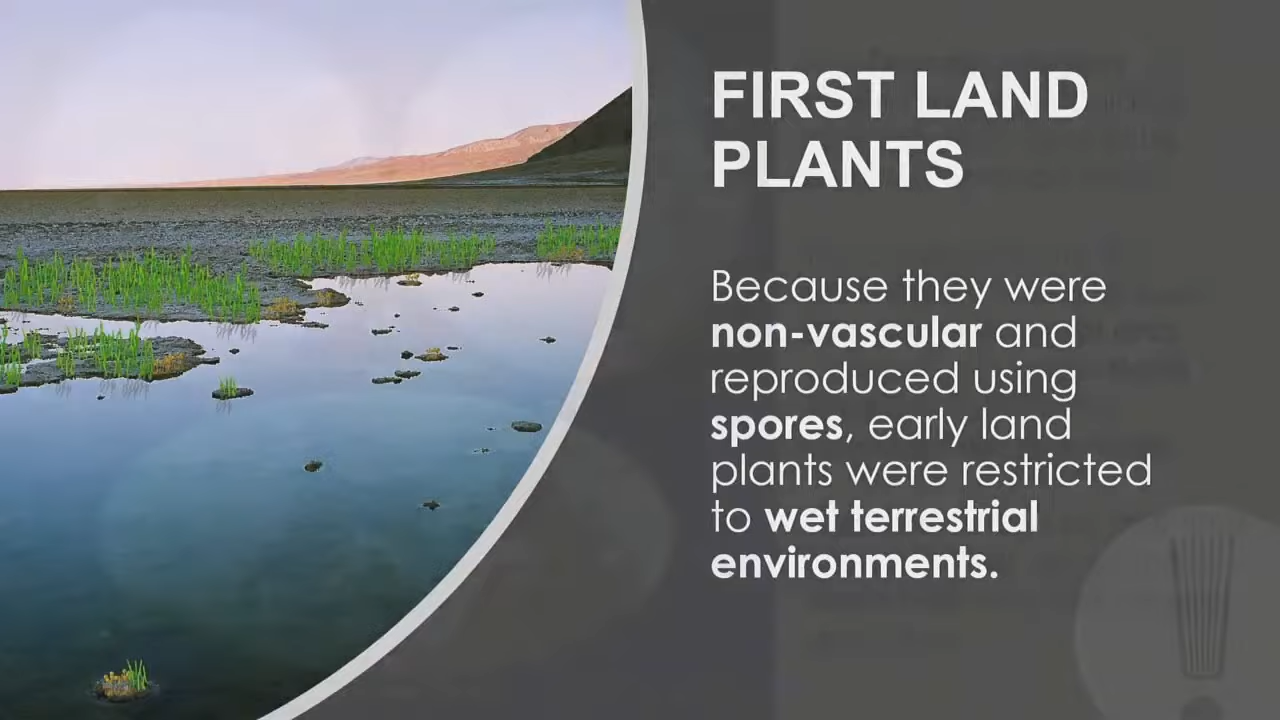 FIRST LAND
PLANTS
Because they were
non-vascular and
reproduced using
spores, early land
plants were restricted
to wet terrestrial
environments.